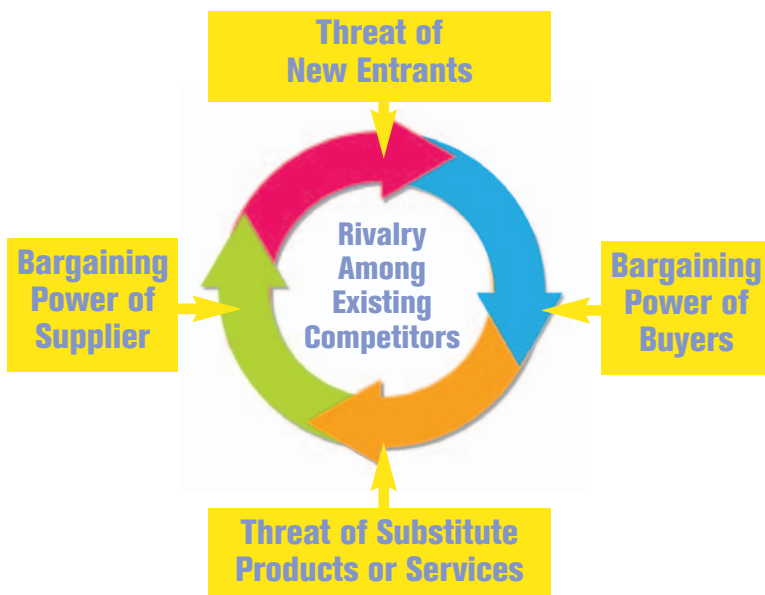 Threat of
New Entrants
Bargaining
Power of
Supplier
Rivalry
Among
Existing
Competitors
Bargaining
Power of
Buyers
Threat of Substitute
Products or Services